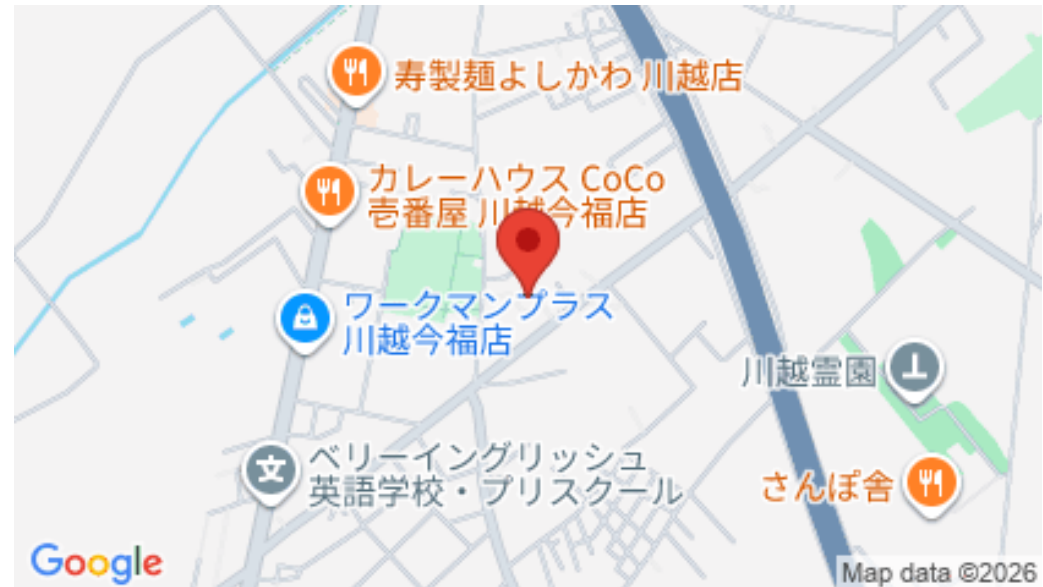 寿製麺よしかわ 川越店
カレーハウス CoCo
壱番屋 川越今福店
ワークマンプラス
川越今福店
川越霊園
ベリーイングリッシュ
英語学校・プリスクール
さんぽ舎
文
Google
Map data ©2026